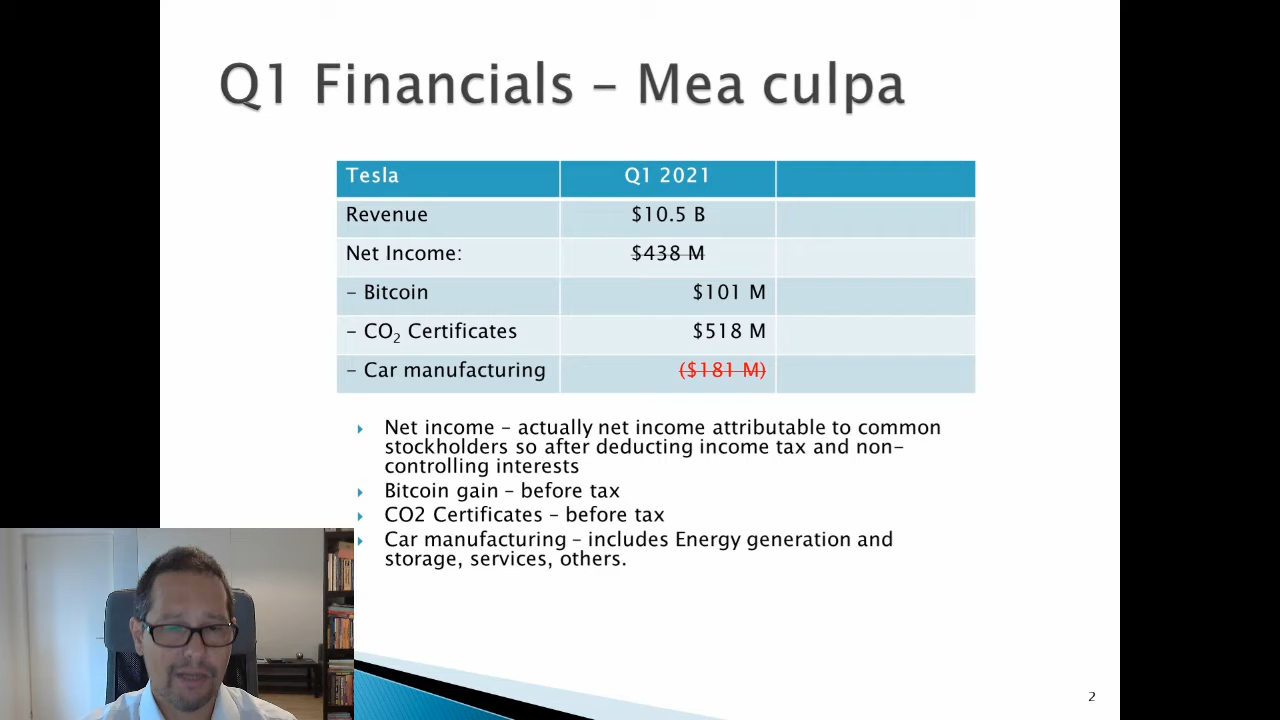 Q1 Financials – Mea culpa
Tesla Q1 2021
Revenue $10.5 B
Net Income: $438 M
– Bitcoin $101 M
– CO₂ Certificates $518 M
– Car manufacturing ($181 M)
Net income – actually net income attributable to common
stockholders so after deducting income tax and non–
controlling interests
Bitcoin gain – before tax
CO2 Certificates – before tax
Car manufacturing – includes Energy generation and
storage, services, others.
2